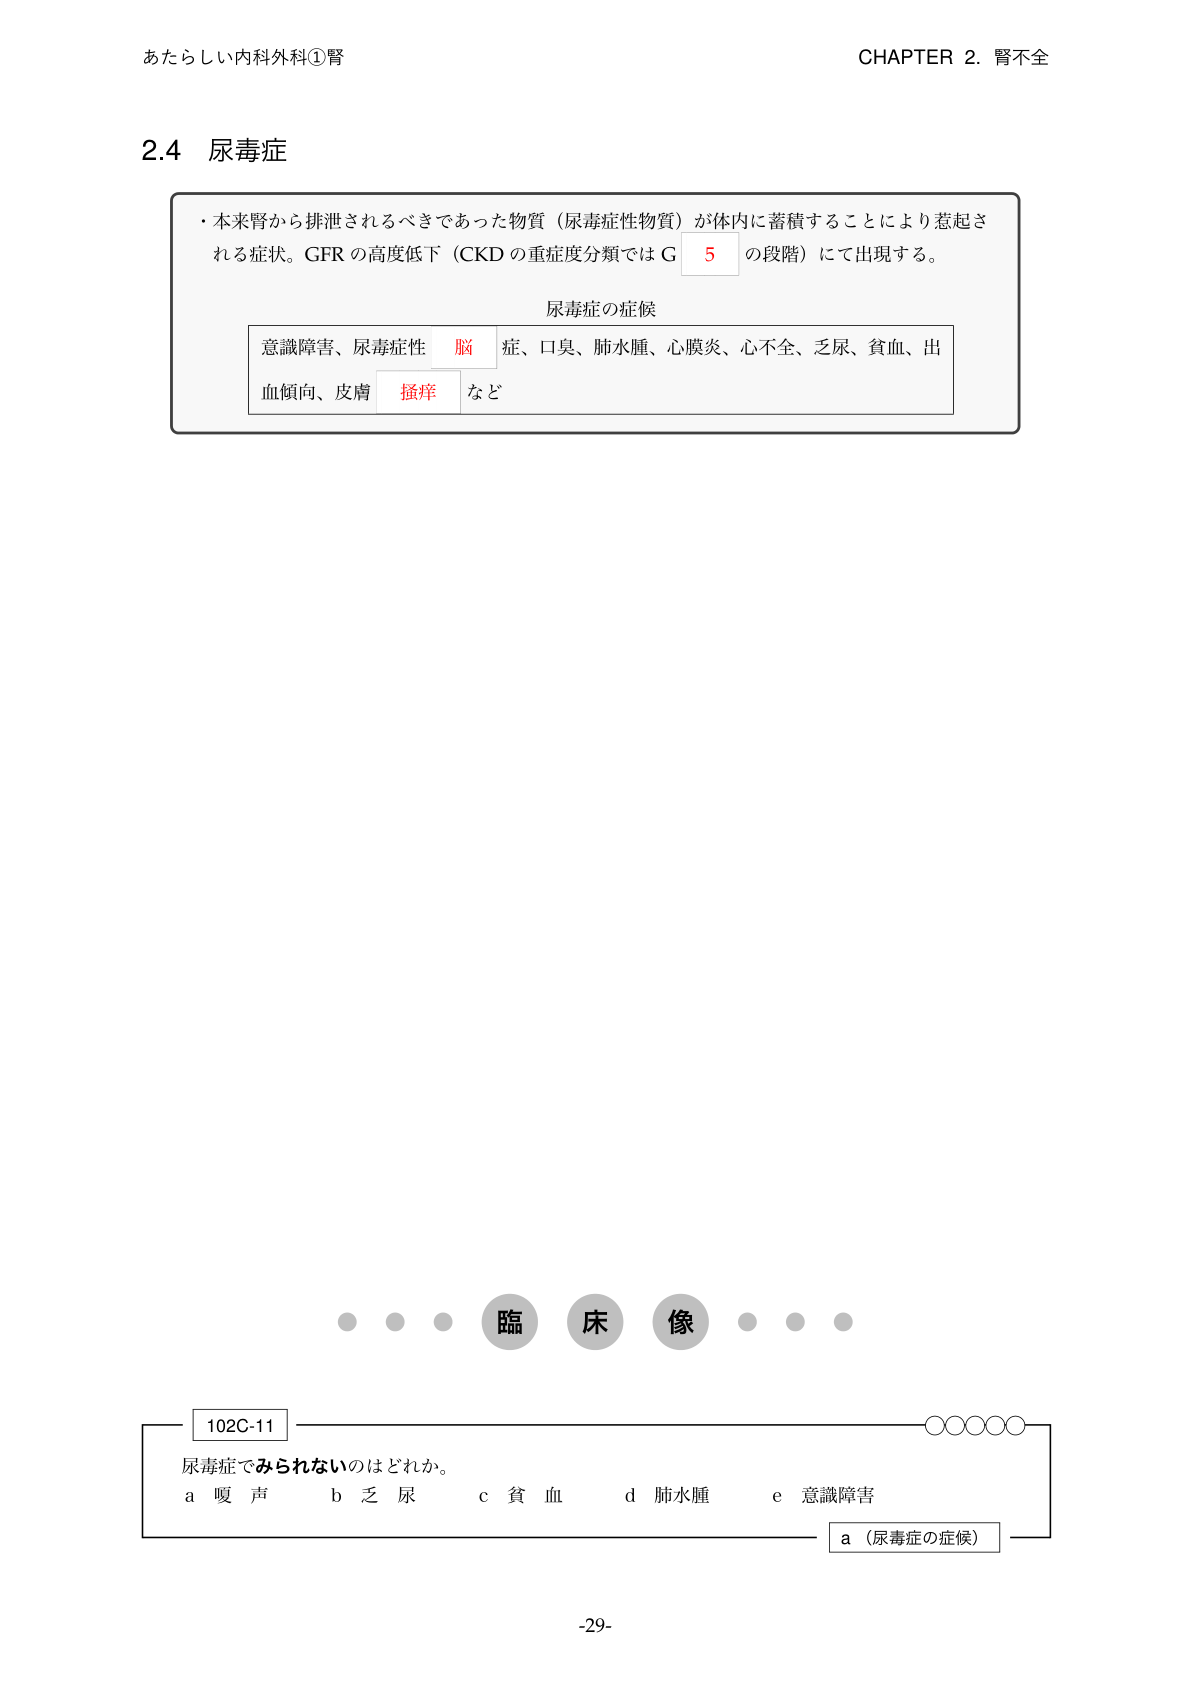 あたらしい内科外科①腎
CHAPTER 2. 腎不全
2.4 尿毒症
・本来腎から排泄されるべきであった物質（尿毒症性物質）が体内に蓄積することにより惹起さ
れる症状。GFR の高度低下（CKD の重症度分類では G 5 の段階）にて出現する。
尿毒症の症候
意識障害、尿毒症性 脳 症、口臭、肺水腫、心膜炎、心不全、乏尿、貧血、出
血傾向、皮膚 掻痒 など
臨床像
102C-11
尿毒症でみられないのはどれか。
a 嗄 声 b 乏 尿 c 貧 血 d 肺水腫 e 意識障害
a （尿毒症の症候）
-29-